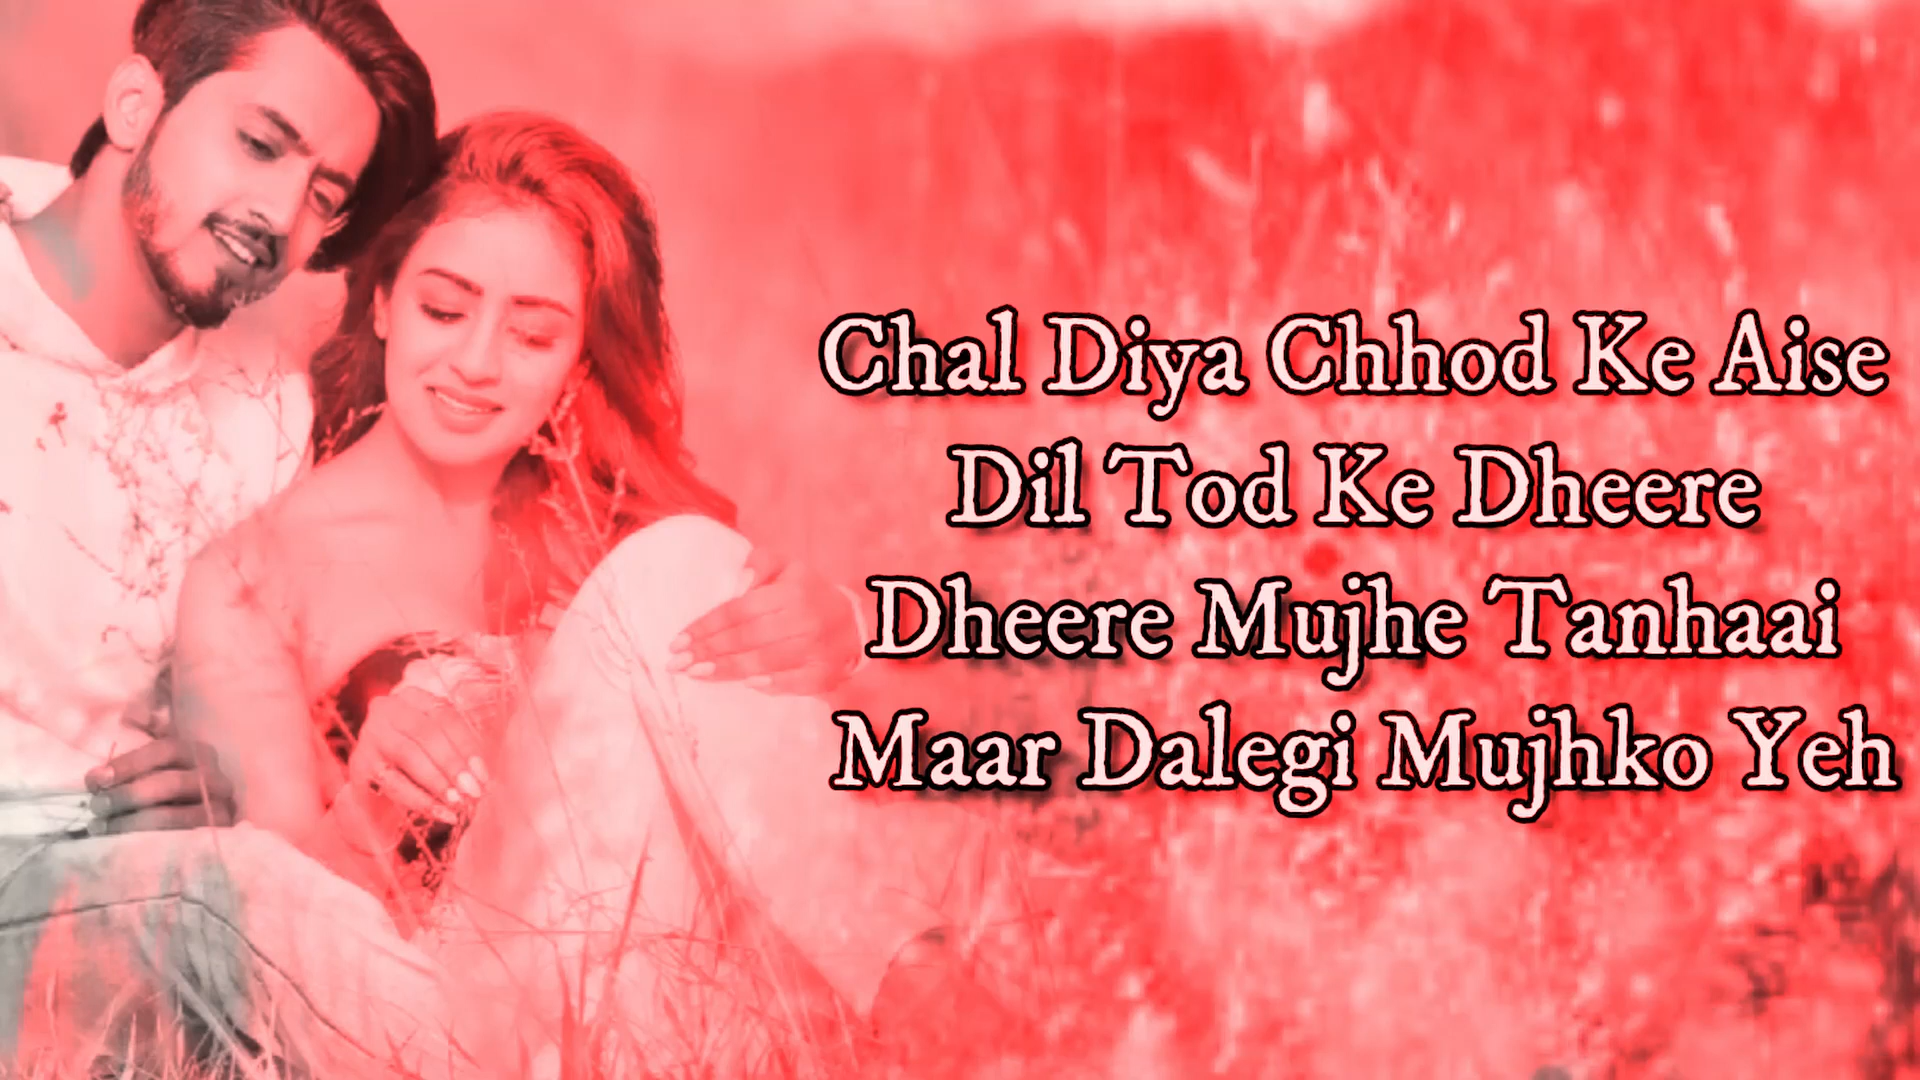 Chal Diya Chhod Ke Aise
Dil Tod Ke Dheere
Dheere Mujhe Tanhaai
Maar Dalegi Mujhko Yeh